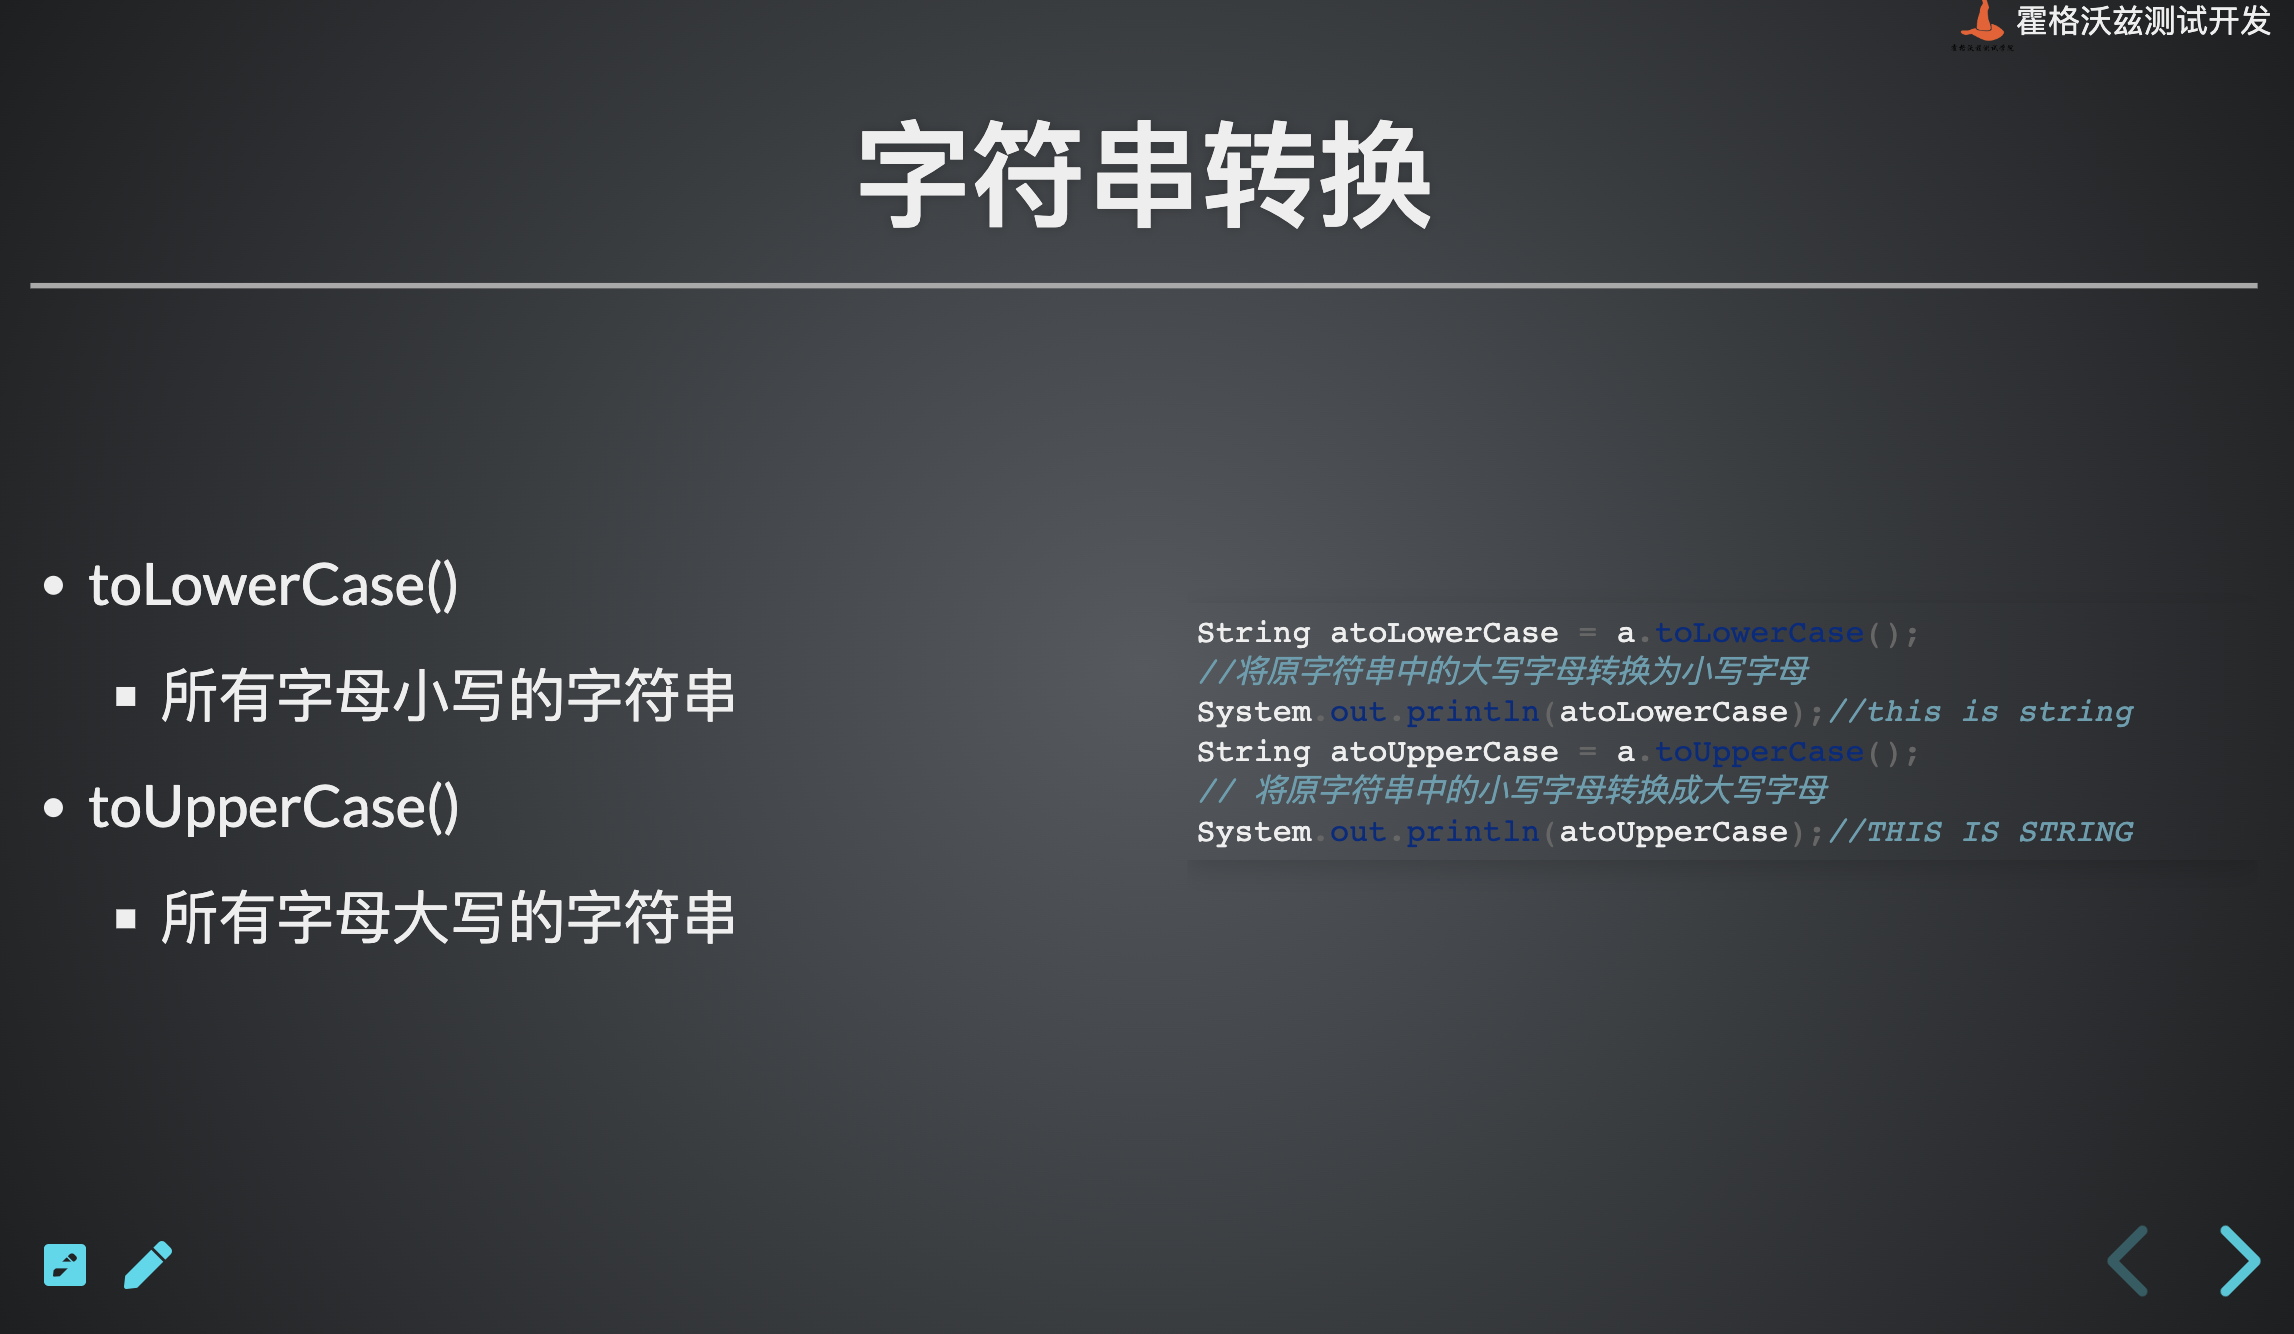 霍格沃兹测试开发
字符串转换
toLowerCase()
所有字母小写的字符串
toUpperCase()
所有字母大写的字符串
String atoLowerCase = a.toLowerCase();
//将原字符串中的大写字母转换为小写字母
System.out.println(atoLowerCase);//this is string
String atoUpperCase = a.toUpperCase();
// 将原字符串中的小写字母转换成大写字母
System.out.println(atoUpperCase);//THIS IS STRING